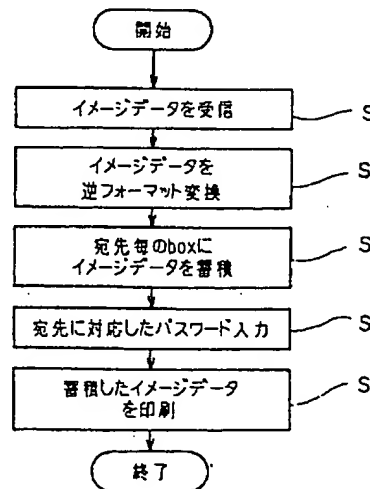 開始
イメージデータを受信
S
イメージデータを
逆フォーマット変換
S
宛先毎のboxに
イメージデータを蓄積
S
宛先に対応したパスワード入力
S
蓄積したイメージデータ
を印刷
S
終了